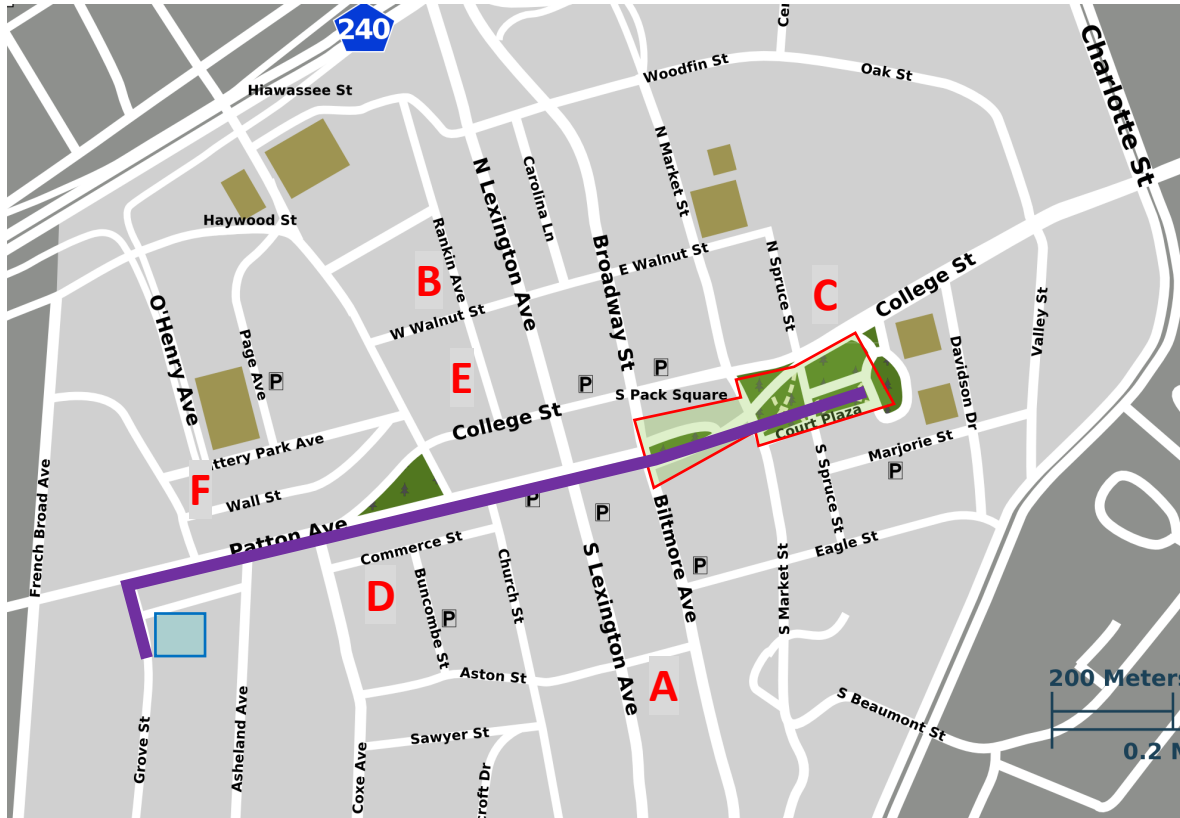 240
Hiawassee St
Woodfin St
Oak St
Charlotte St
N Market St
Carolina Ln
N Lexington Ave
Haywood St
Rankin Ave
Broadway St
E Walnut St
N Spruce St
College St
B
C
W Walnut St
O'Henry Ave
Page Ave
P
E
P
P
S Pack Square
Valley St
Davidson Dr
College St
Court Plaza
Marjorie St
ttery Park Ave
F
Wall St
P
S Spruce St
French Broad Ave
Patton Ave
P
P
Biltmore Ave
Commerce St
Eagle St
S Market St
P
D
Buncombe St
Church St
S Lexington Ave
P
Aston St
A
200 Meters
S Beaumont St
Grove St
Asheland Ave
Coxe Ave
Sawyer St
croft Dr
0.2 M